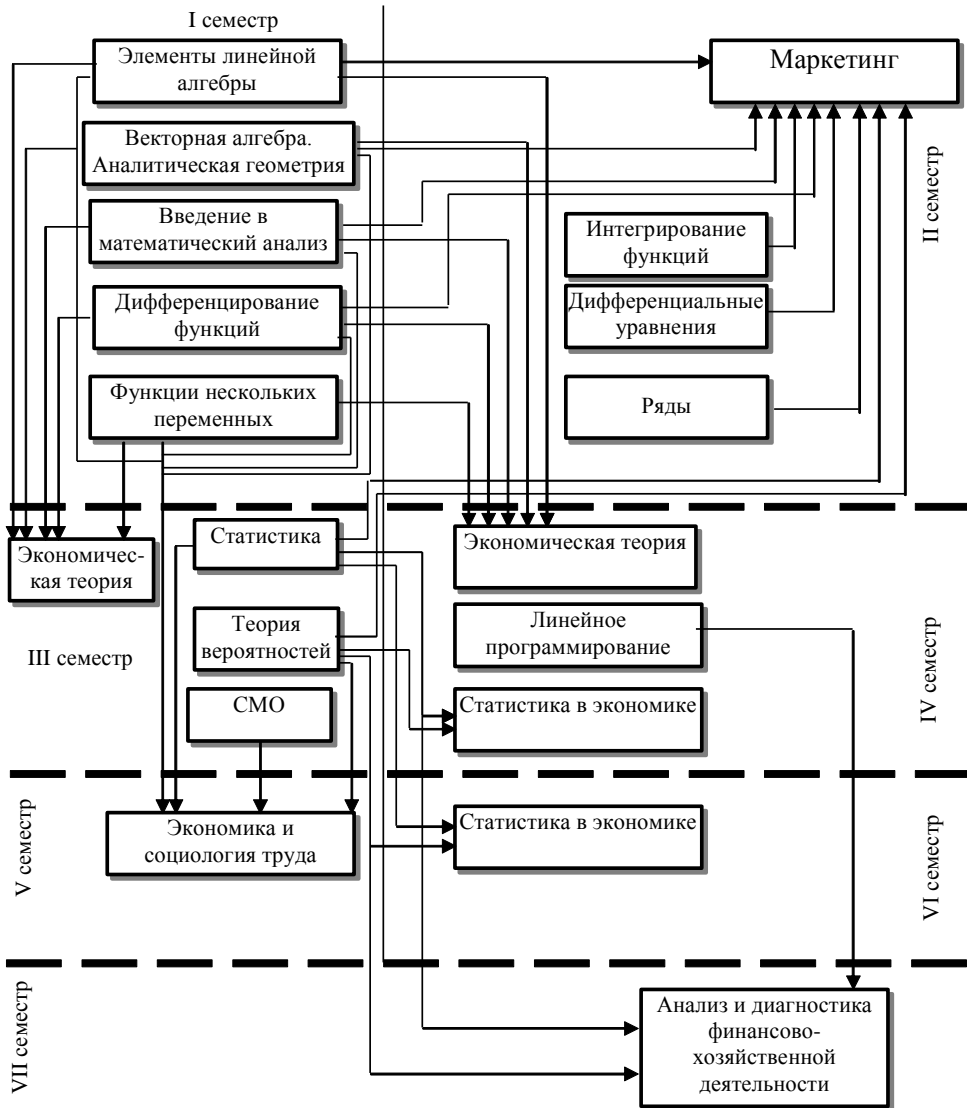 I семестр
Элементы линейной
алгебры
Маркетинг
Векторная алгебра.
Аналитическая геометрия
II семестр
Введение в
математический анализ
Интегрирование
функций
Дифференцирование
функций
Дифференциальные
уравнения
Функции нескольких
переменных
Ряды
Экономичес-
кая теория
Статистика
Экономическая теория
III семестр
Теория
вероятностей
Линейное
программирование
IV семестр
СМО
Статистика в экономике
V семестр
Экономика и
социология труда
Статистика в экономике
VI семестр
VII семестр
Анализ и диагностика
финансово-
хозяйственной
деятельности